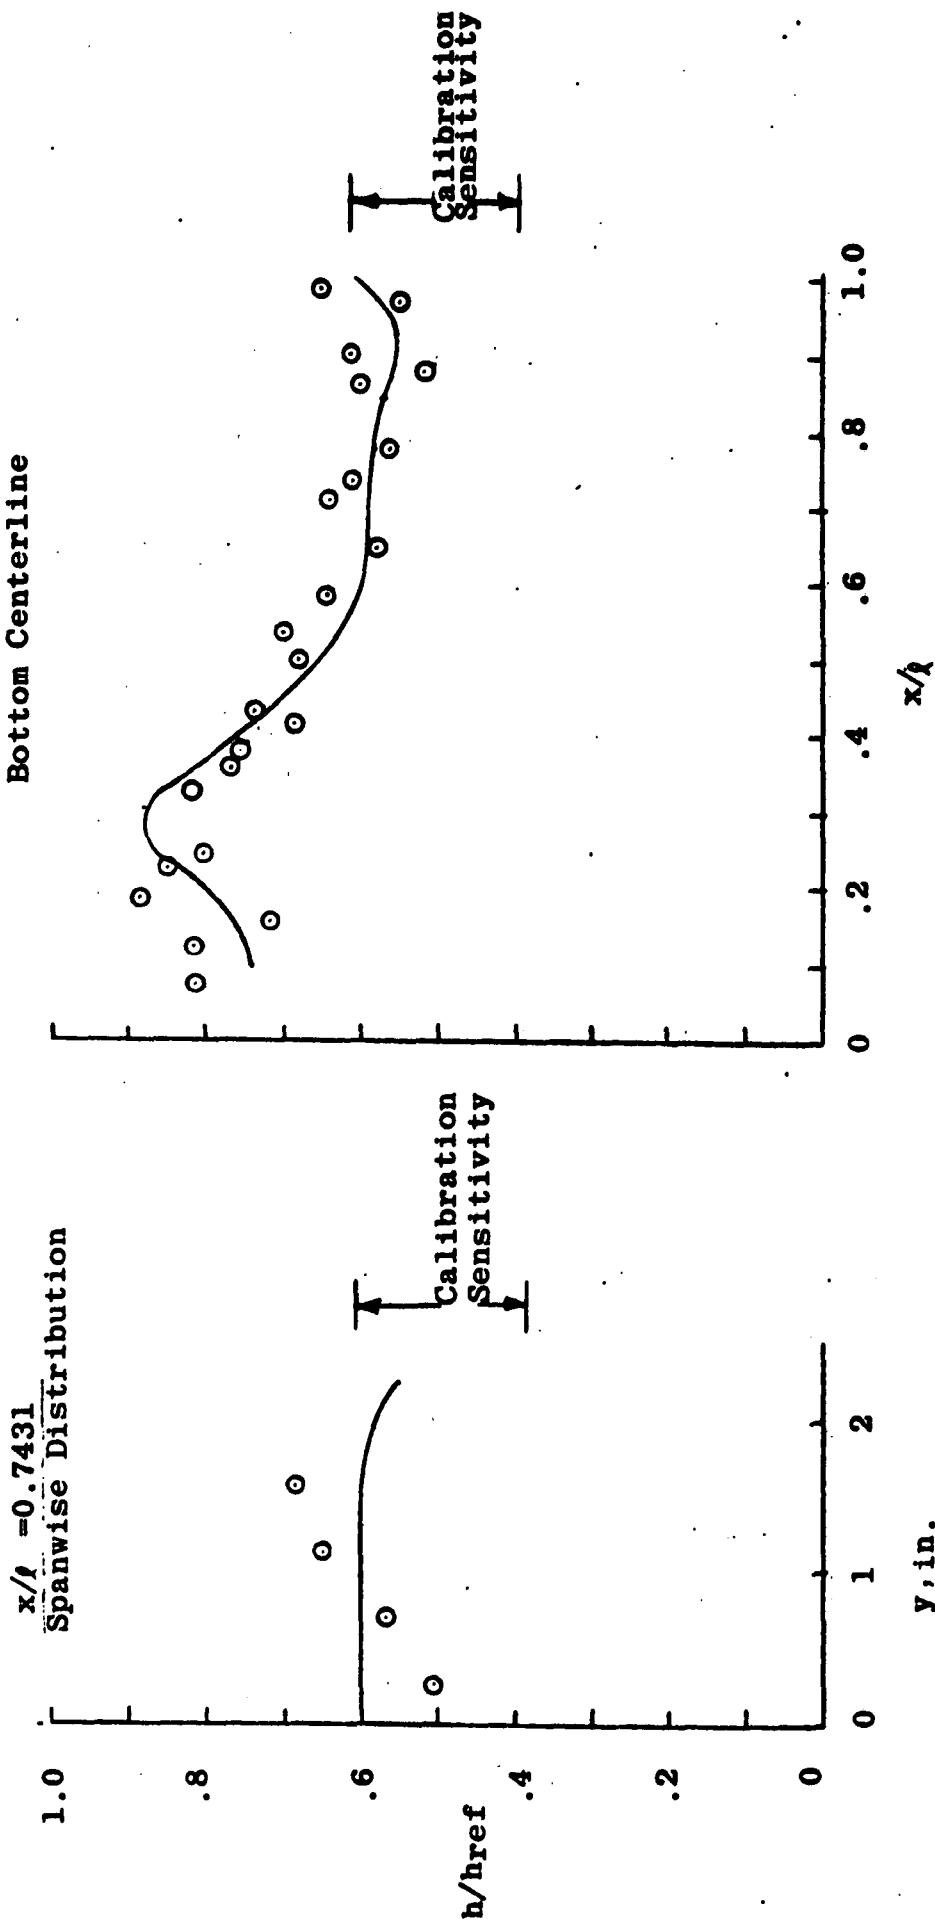 x/ℓ =0.7431
Spanwise Distribution
1.0
.8
.6
.4
.2
0
h/href
0
1
2
y,in.
Calibration
Sensitivity
Bottom Centerline
0
.2
.4
.6
.8
1.0
x/ℓ
Calibration
Sensitivity